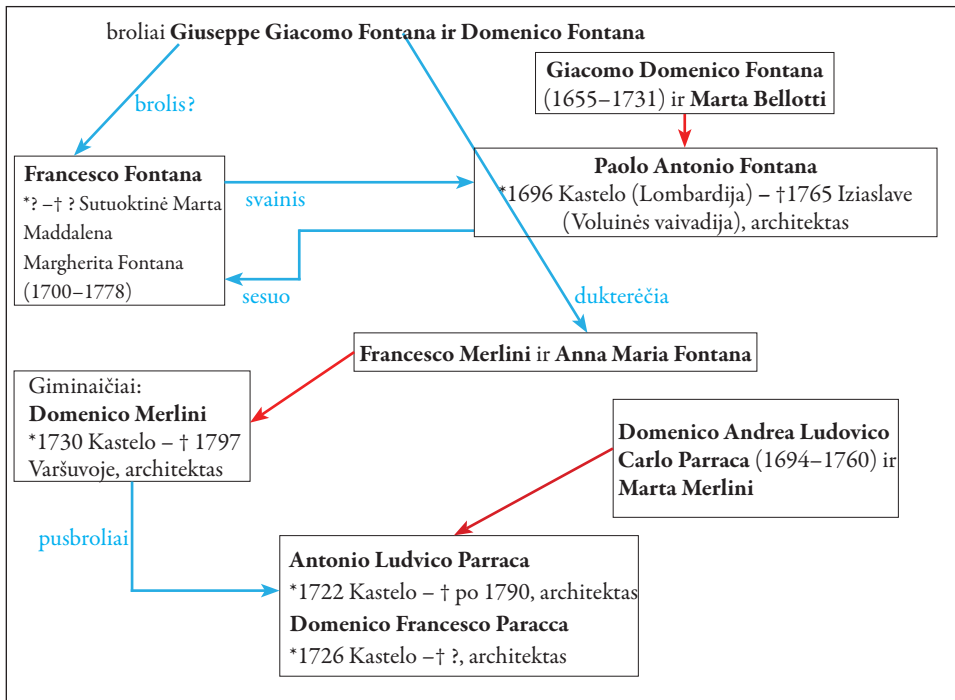 broliai Giuseppe Giacomo Fontana ir Domenico Fontana
Giacomo Domenico Fontana
(1655–1731) ir Marta Bellotti
brolis?
Francesco Fontana
*? –† ? Sutuoktinė Marta
Maddalena
Margherita Fontana
(1700–1778)
svainis
Paolo Antonio Fontana
*1696 Kastelo (Lombardija) – †1765 Iziaslave
(Voluinės vaivadija), architektas
sesuo
dukterėčia
Francesco Merlini ir Anna Maria Fontana
Giminaičiai:
Domenico Merlini
*1730 Kastelo – † 1797
Varšuvoje, architektas
Domenico Andrea Ludovico
Carlo Parraca (1694–1760) ir
Marta Merlini
pusbroliai
Antonio Ludvico Parraca
*1722 Kastelo – † po 1790, architektas
Domenico Francesco Paracca
*1726 Kastelo –† ?, architektas